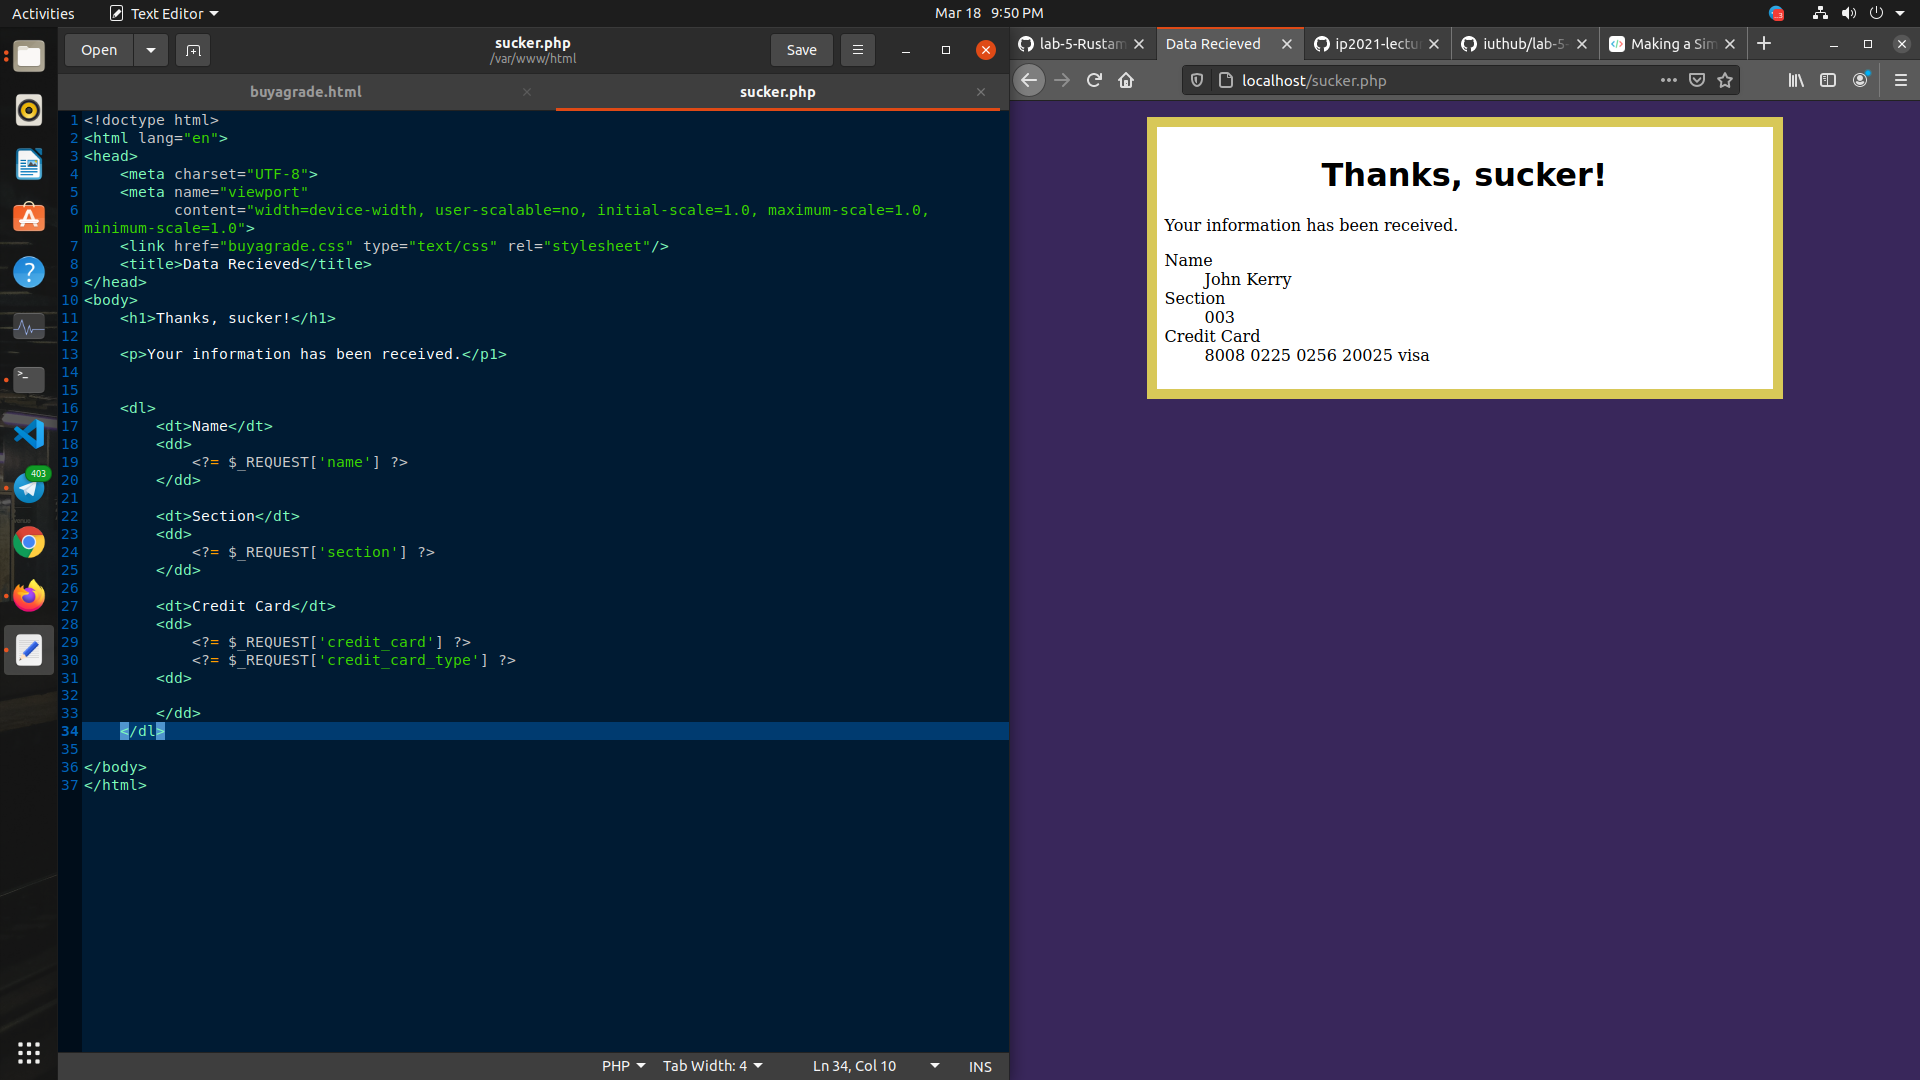 Activities
Text Editor
Mar 18 9:50 PM
Open
sucker.php
/var/www/html
Save
buyagrade.html
sucker.php
1 <!doctype html>
2 <html lang="en">
3 <head>
4 <meta charset="UTF-8">
5 <meta name="viewport"
6 content="width=device-width, user-scalable=no, initial-scale=1.0, maximum-scale=1.0,
minimum-scale=1.0">
7 <link href="buyagrade.css" type="text/css" rel="stylesheet"/>
8 <title>Data Recieved</title>
9 </head>
10 <body>
11 <h1>Thanks, sucker!</h1>
12
13 <p>Your information has been received.</p1>
14
15
16 <dl>
17 <dt>Name</dt>
18 <dd>
19 <?= $_REQUEST['name'] ?>
20 </dd>
21
22 <dt>Section</dt>
23 <dd>
24 <?= $_REQUEST['section'] ?>
25 </dd>
26
27 <dt>Credit Card</dt>
28 <dd>
29 <?= $_REQUEST['credit_card'] ?>
30 <?= $_REQUEST['credit_card_type'] ?>
31 <dd>
32
33 </dd>
34 </dl>
35
36 </body>
37 </html>
PHP
Tab Width: 4
Ln 34, Col 10
INS
403
lab-5-Rustam
Data Recieved
ip2021-lectu
iuthub/lab-5-
Making a Sim
localhost/sucker.php
Thanks, sucker!
Your information has been received.
Name
John Kerry
Section
003
Credit Card
8008 0225 0256 20025 visa